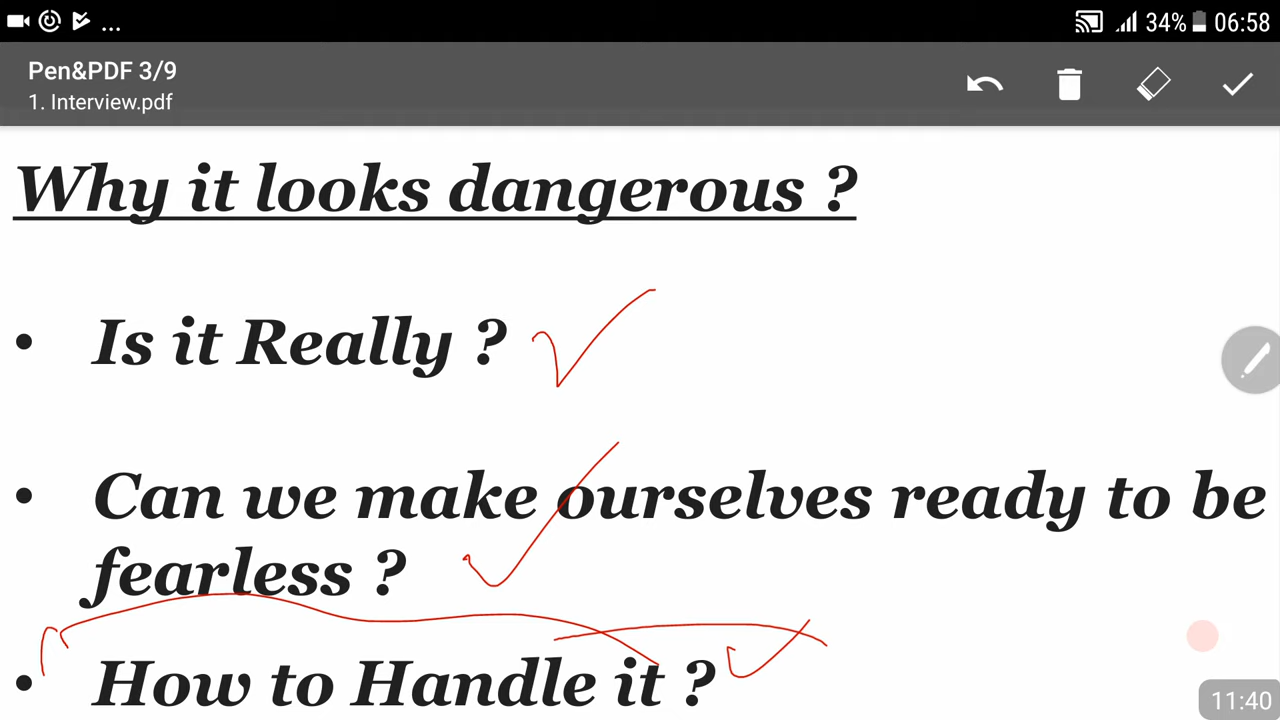 ... 34% 06:58
Pen&PDF 3/9
1. Interview.pdf
Why it looks dangerous ?
• Is it Really ?
• Can we make ourselves ready to be
fearless ?
• How to Handle it ?
11:40